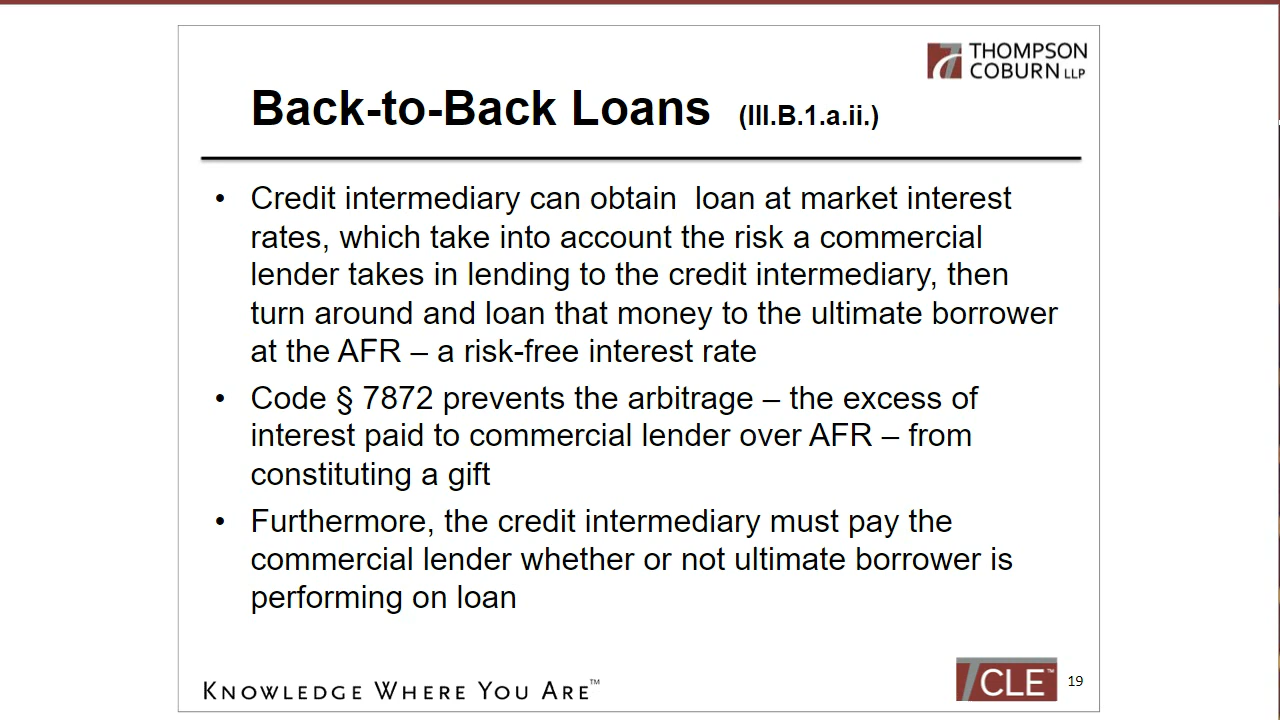 THOMPSON
COBURN LLP
Back-to-Back Loans (III.B.1.a.ii.)
• Credit intermediary can obtain  loan at market interest
rates, which take into account the risk a commercial
lender takes in lending to the credit intermediary, then
turn around and loan that money to the ultimate borrower
at the AFR – a risk-free interest rate
• Code § 7872 prevents the arbitrage – the excess of
interest paid to commercial lender over AFR – from
constituting a gift
• Furthermore, the credit intermediary must pay the
commercial lender whether or not ultimate borrower is
performing on loan
KNOWLEDGE WHERE YOU ARE™
TCLE™
19